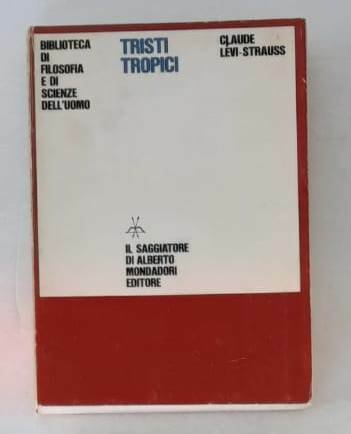 BIBLIOTECA
DI
FILOSOFIA
E DI
SCIENZE
DELL'UOMO
TRISTI
TROPICI
CLAUDE
LÉVI-STRAUSS
IL SAGGIATORE
DI ALBERTO
MONDADORI
EDITORE